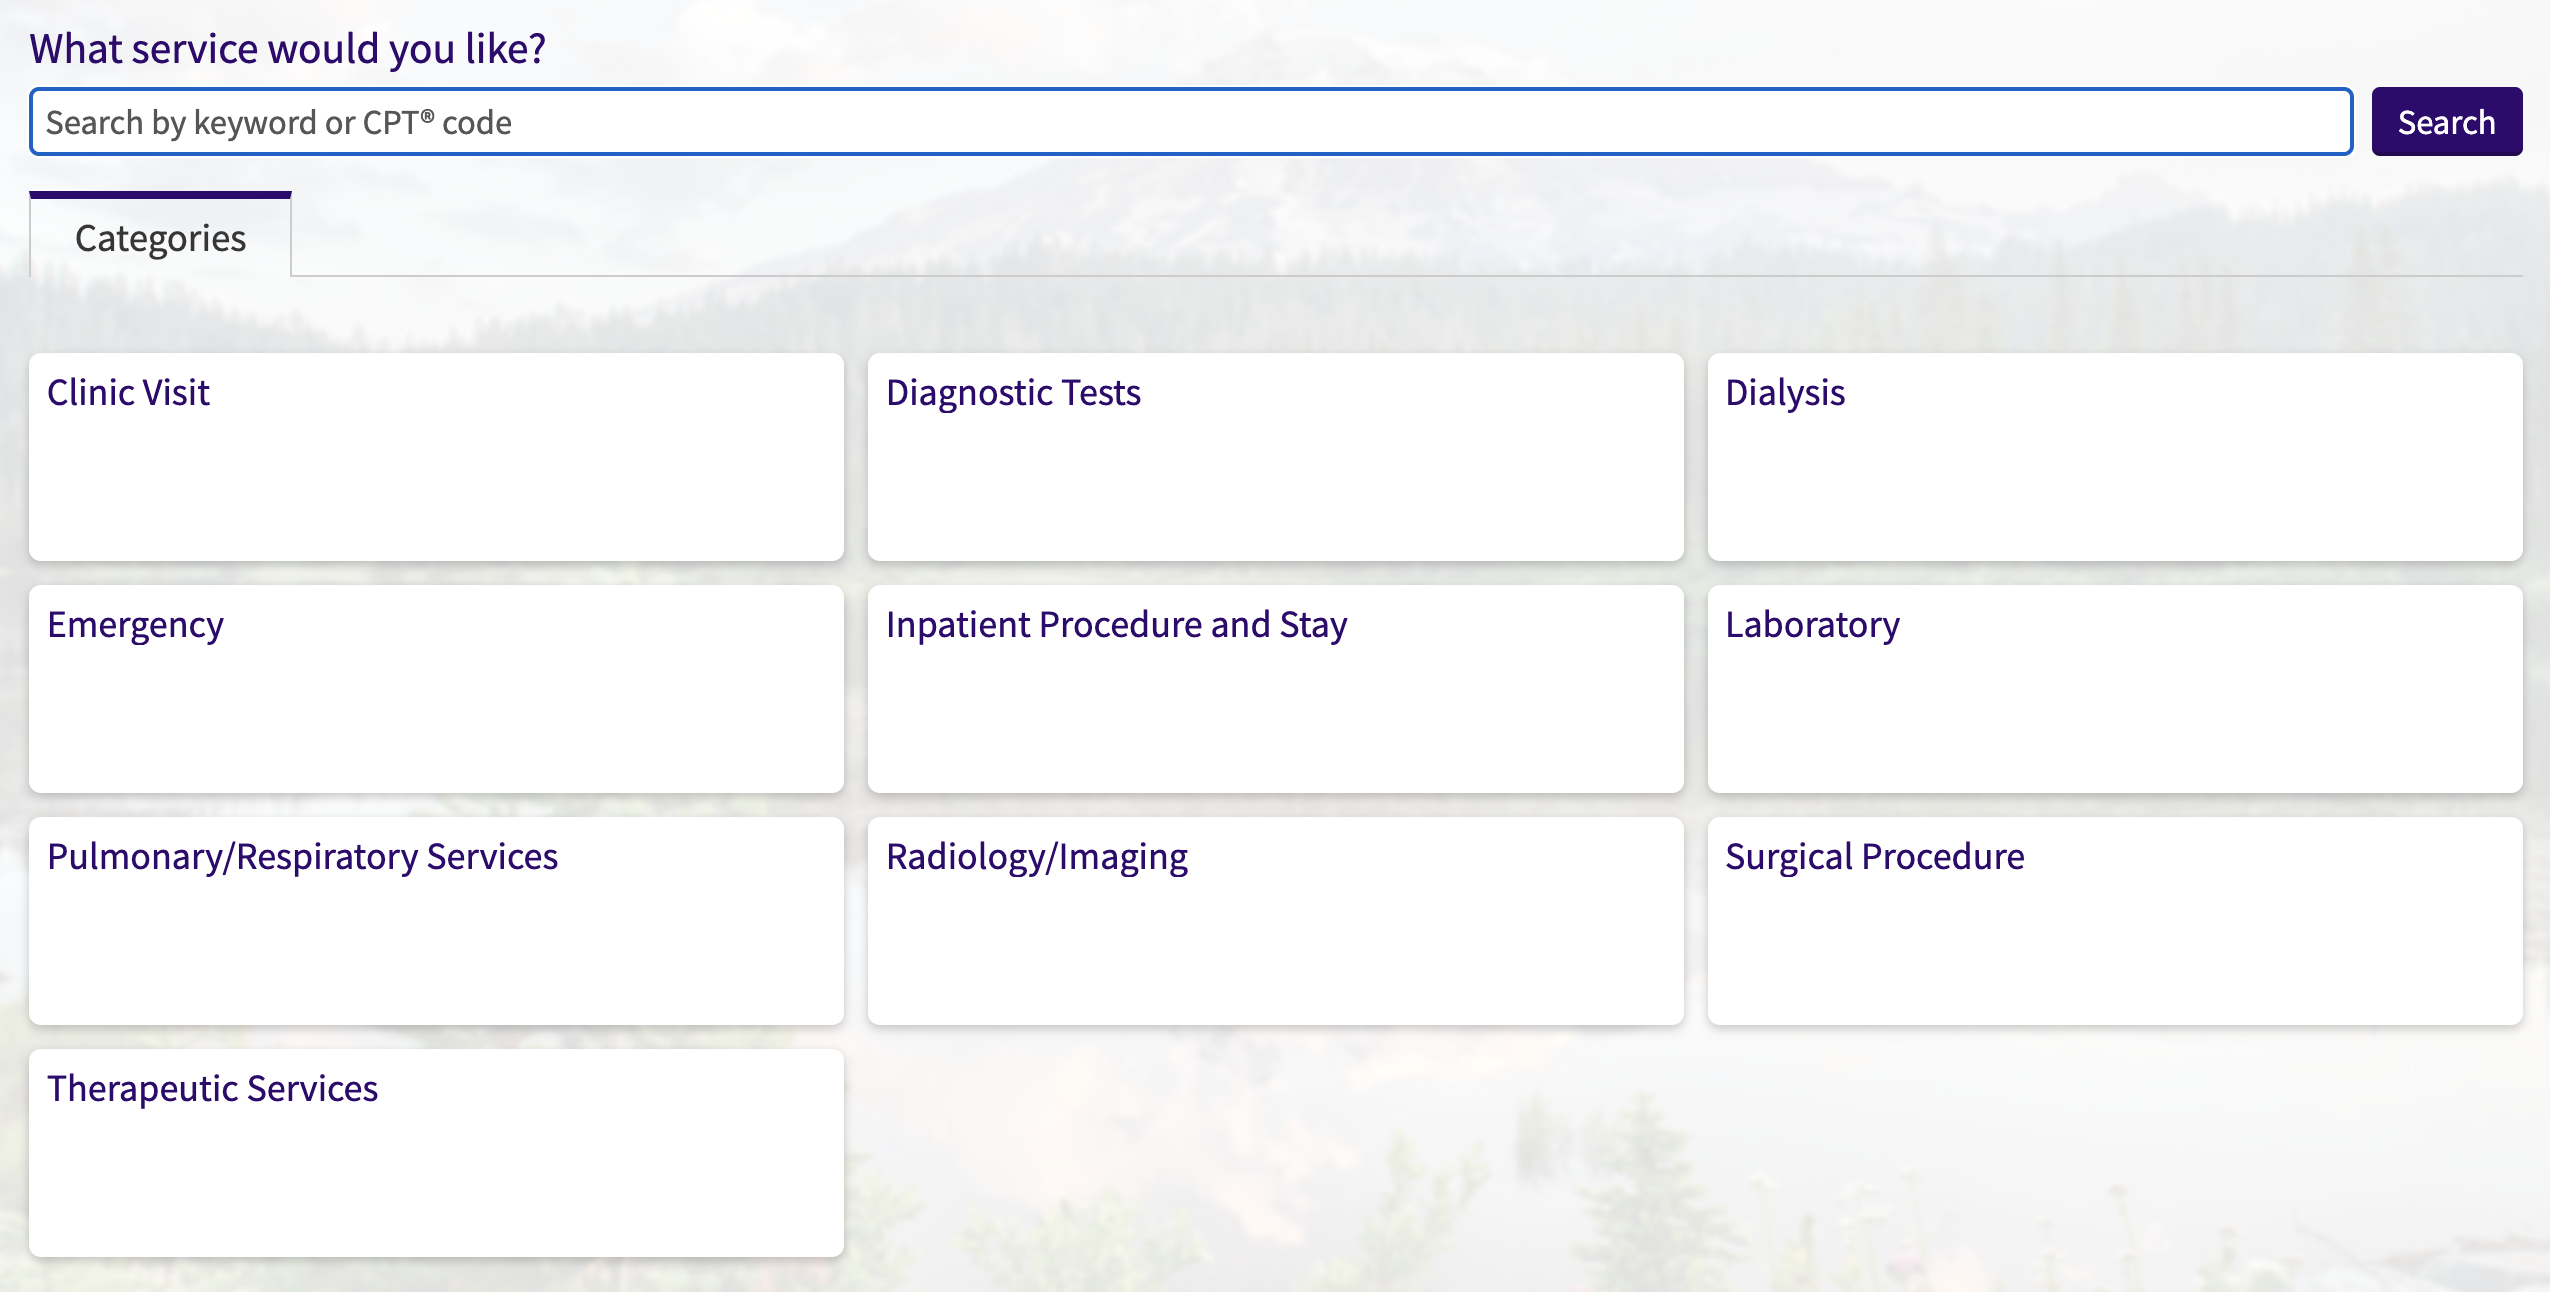 What service would you like?
Search by keyword or CPT® code
Search
Categories
Clinic Visit
Diagnostic Tests
Dialysis
Emergency
Inpatient Procedure and Stay
Laboratory
Pulmonary/Respiratory Services
Radiology/Imaging
Surgical Procedure
Therapeutic Services